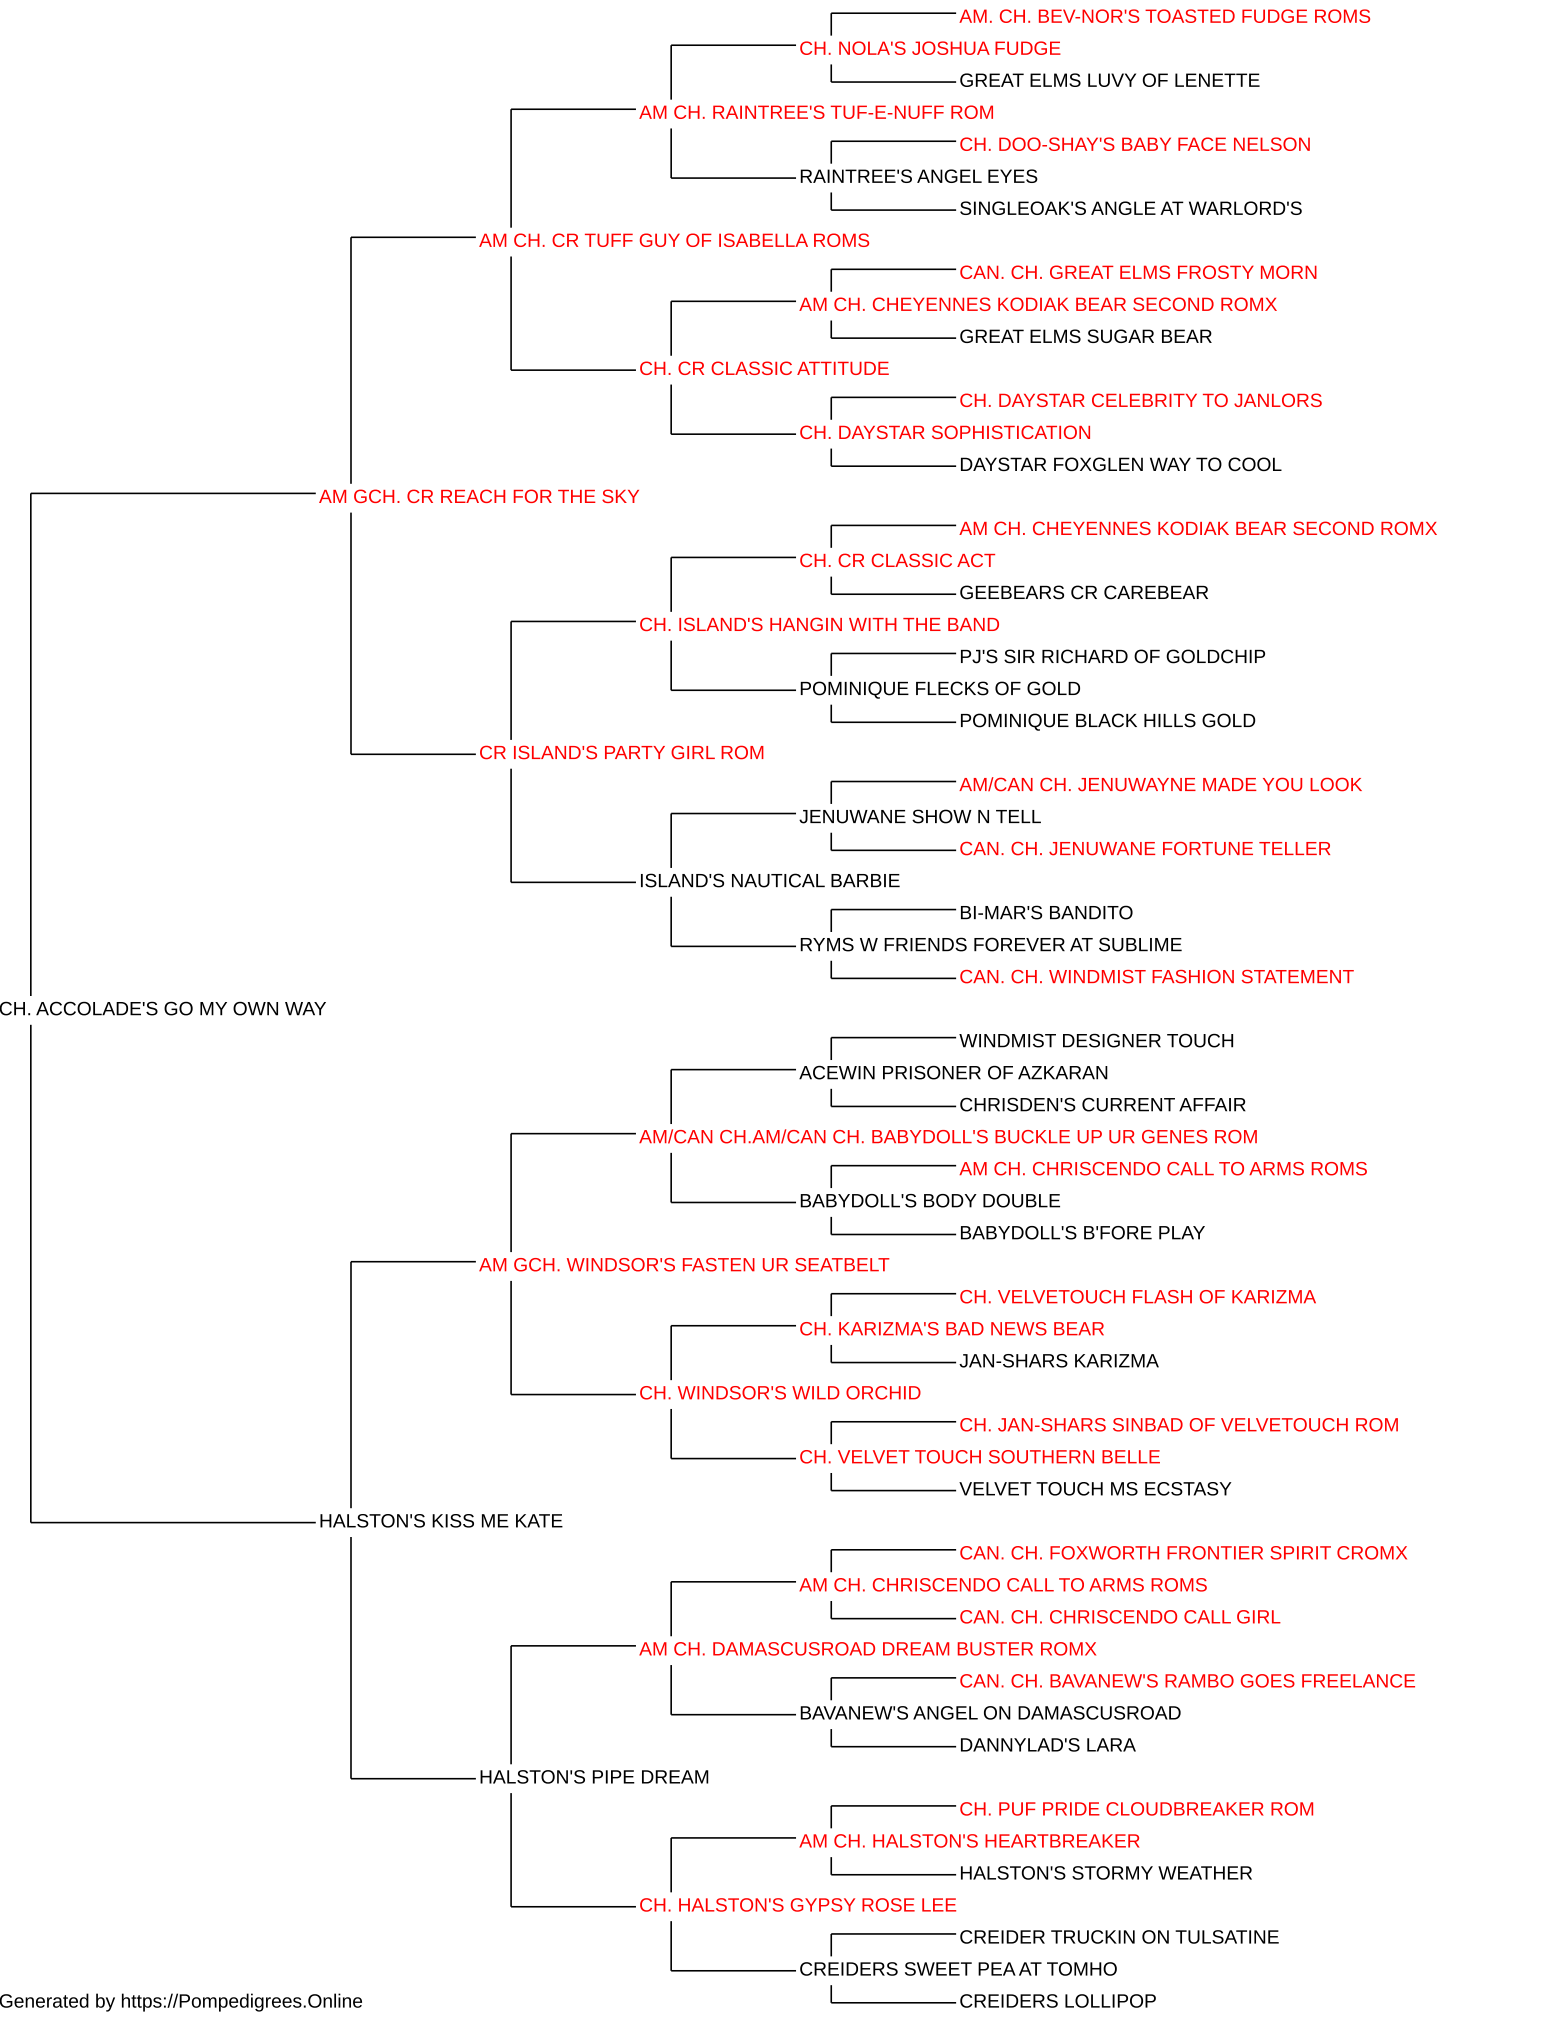 AM. CH. BEV-NOR'S TOASTED FUDGE ROMS
CH. NOLA'S JOSHUA FUDGE
GREAT ELMS LUVY OF LENETTE
AM CH. RAINTREE'S TUF-E-NUFF ROM
CH. DOO-SHAY'S BABY FACE NELSON
RAINTREE'S ANGEL EYES
SINGLEOAK'S ANGLE AT WARLORD'S
AM CH. CR TUFF GUY OF ISABELLA ROMS
CAN. CH. GREAT ELMS FROSTY MORN
AM CH. CHEYENNES KODIAK BEAR SECOND ROMX
GREAT ELMS SUGAR BEAR
CH. CR CLASSIC ATTITUDE
CH. DAYSTAR CELEBRITY TO JANLORS
CH. DAYSTAR SOPHISTICATION
DAYSTAR FOXGLEN WAY TO COOL
AM GCH. CR REACH FOR THE SKY
AM CH. CHEYENNES KODIAK BEAR SECOND ROMX
CH. CR CLASSIC ACT
GEEBEARS CR CAREBEAR
CH. ISLAND'S HANGIN WITH THE BAND
PJ'S SIR RICHARD OF GOLDCHIP
POMINIQUE FLECKS OF GOLD
POMINIQUE BLACK HILLS GOLD
CR ISLAND'S PARTY GIRL ROM
AM/CAN CH. JENUWAYNE MADE YOU LOOK
JENUWANE SHOW N TELL
CAN. CH. JENUWANE FORTUNE TELLER
ISLAND'S NAUTICAL BARBIE
BI-MAR'S BANDITO
RYMS W FRIENDS FOREVER AT SUBLIME
CAN. CH. WINDMIST FASHION STATEMENT
CH. ACCOLADE'S GO MY OWN WAY
WINDMIST DESIGNER TOUCH
ACEWIN PRISONER OF AZKARAN
CHRISDEN'S CURRENT AFFAIR
AM/CAN CH.AM/CAN CH. BABYDOLL'S BUCKLE UP UR GENES ROM
AM CH. CHRISCENDO CALL TO ARMS ROMS
BABYDOLL'S BODY DOUBLE
BABYDOLL'S B'FORE PLAY
AM GCH. WINDSOR'S FASTEN UR SEATBELT
CH. VELVETOUCH FLASH OF KARIZMA
CH. KARIZMA'S BAD NEWS BEAR
JAN-SHARS KARIZMA
CH. WINDSOR'S WILD ORCHID
CH. JAN-SHARS SINBAD OF VELVETOUCH ROM
CH. VELVET TOUCH SOUTHERN BELLE
VELVET TOUCH MS ECSTASY
HALSTON'S KISS ME KATE
CAN. CH. FOXWORTH FRONTIER SPIRIT CROMX
AM CH. CHRISCENDO CALL TO ARMS ROMS
CAN. CH. CHRISCENDO CALL GIRL
AM CH. DAMASCUSROAD DREAM BUSTER ROMX
CAN. CH. BAVANEW'S RAMBO GOES FREELANCE
BAVANEW'S ANGEL ON DAMASCUSROAD
DANNYLAD'S LARA
HALSTON'S PIPE DREAM
CH. PUF PRIDE CLOUDBREAKER ROM
AM CH. HALSTON'S HEARTBREAKER
HALSTON'S STORMY WEATHER
CH. HALSTON'S GYPSY ROSE LEE
CREIDER TRUCKIN ON TULSATINE
CREIDERS SWEET PEA AT TOMHO
CREIDERS LOLLIPOP
Generated by https://Pompedigrees.Online